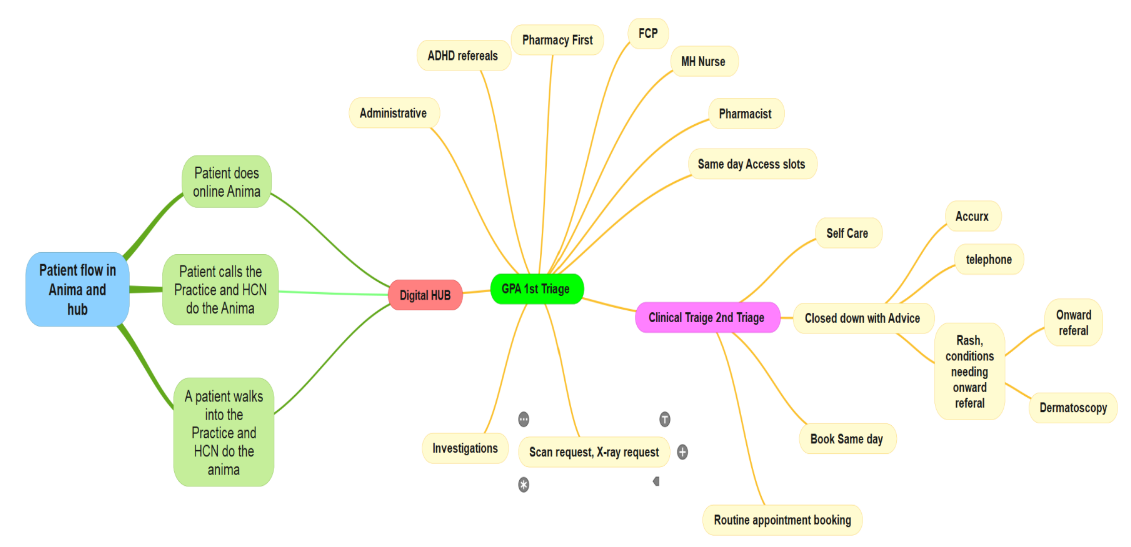 Patient flow in
Anima and
hub
Patient does
online Anima
Patient calls the
Practice and HCN
do the Anima
A patient walks
into the
Practice and
HCN do the
anima
Digital HUB
GPA 1st Triage
Administrative
ADHD refereals
Pharmacy First
FCP
MH Nurse
Pharmacist
Same day Access slots
Investigations
Scan request, X-ray request
Clinical Traige 2nd Triage
Self Care
Closed down with Advice
Accurx
telephone
Rash,
conditions
needing
onward
referal
Onward
referal
Dermatoscopy
Book Same day
Routine appointment booking